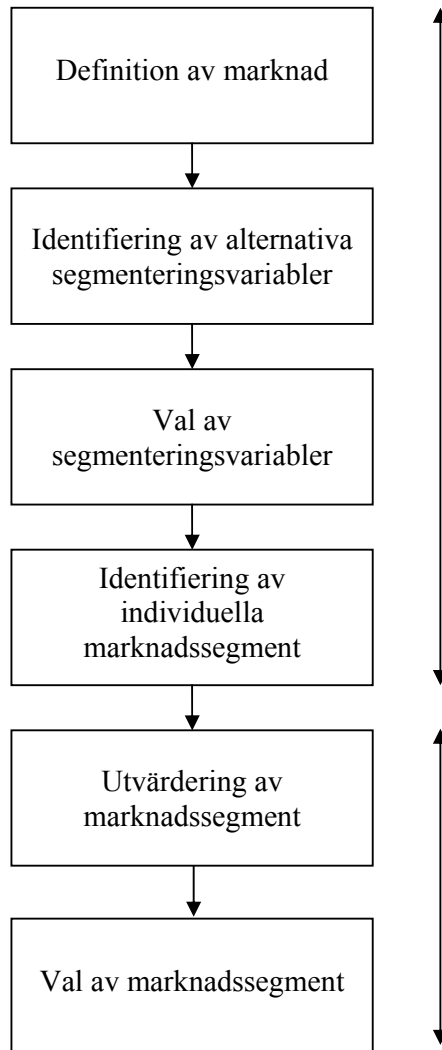 Definition av marknad
Identifiering av alternativa
segmenteringsvariabler
Val av
segmenteringsvariabler
Identifiering av
individuella
marknadssegment
Utvärdering av
marknadssegment
Val av marknadssegment